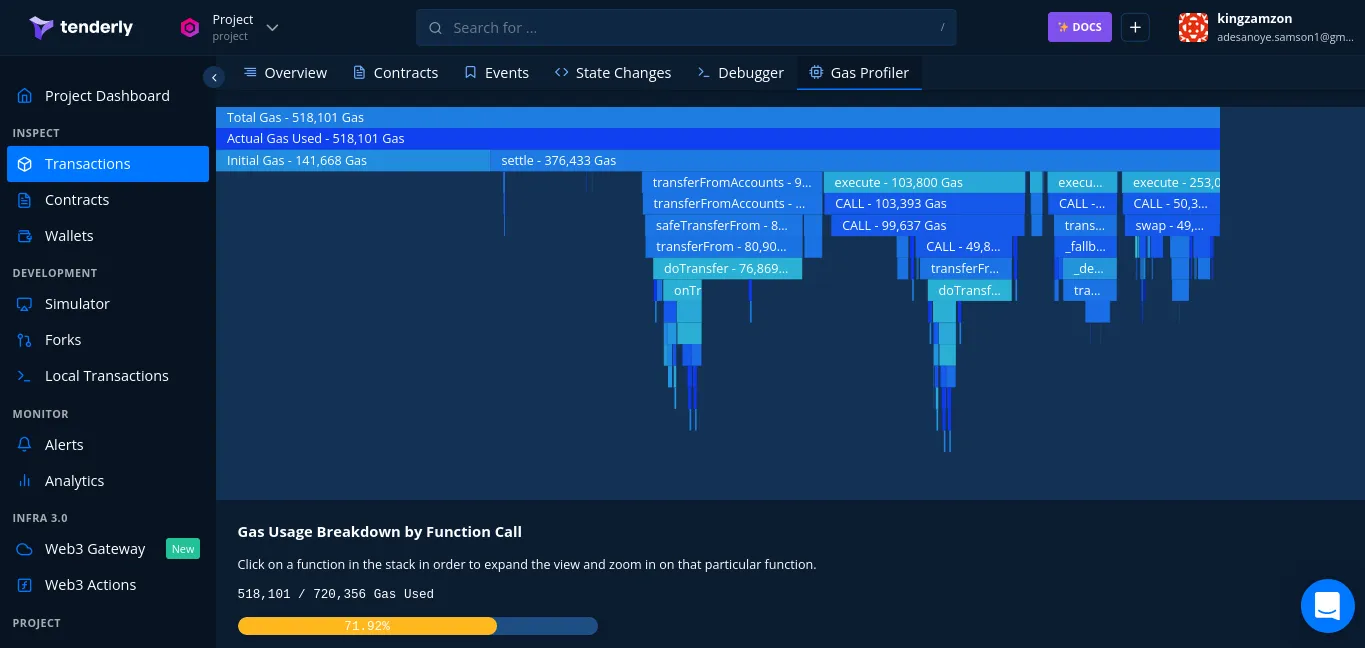 tenderly
Project
project
Search for ...
/
DOCS
+
kingzamzon
adesanoye.samson1@gm...
Overview
Contracts
Events
State Changes
Debugger
Gas Profiler
Project Dashboard
INSPECT
Transactions
Contracts
Wallets
DEVELOPMENT
Simulator
Forks
Local Transactions
MONITOR
Alerts
Analytics
INFRA 3.0
Web3 Gateway New
Web3 Actions
PROJECT
Total Gas - 518,101 Gas
Actual Gas Used - 518,101 Gas
Initial Gas - 141,668 Gas settle - 376,433 Gas
transferFromAccounts - 9... execute - 103,800 Gas execu... execute - 253,0
transferFromAccounts - ... CALL - 103,393 Gas CALL -... CALL - 50,3...
safeTransferFrom - 8... CALL - 99,637 Gas trans... swap - 49,...
transferFrom - 80,90... CALL - 49,8... _fallb...
doTransfer - 76,869... transferFr... _de...
onTr doTransf... tra...
Gas Usage Breakdown by Function Call
Click on a function in the stack in order to expand the view and zoom in on that particular function.
518,101 / 720,356 Gas Used
71.92%